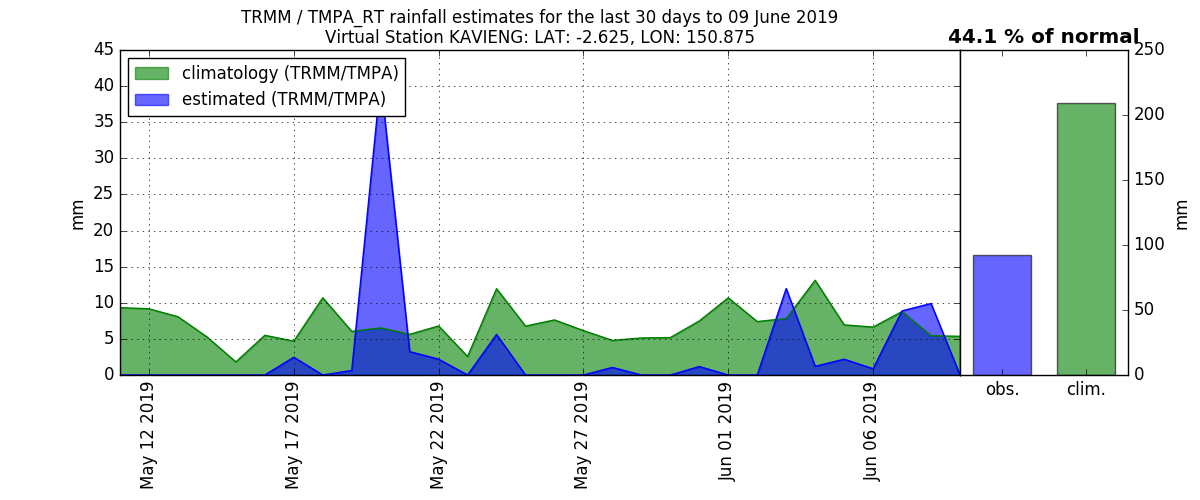 TRMM / TMPA_RT rainfall estimates for the last 30 days to 09 June 2019
Virtual Station KAVIENG: LAT: -2.625, LON: 150.875
44.1 % of normal
climatology (TRMM/TMPA)
estimated (TRMM/TMPA)
45
40
35
30
25
20
15
10
5
0
mm
May 12 2019
May 17 2019
May 22 2019
May 27 2019
Jun 01 2019
Jun 06 2019
obs.
clim.
250
200
150
100
50
0
mm